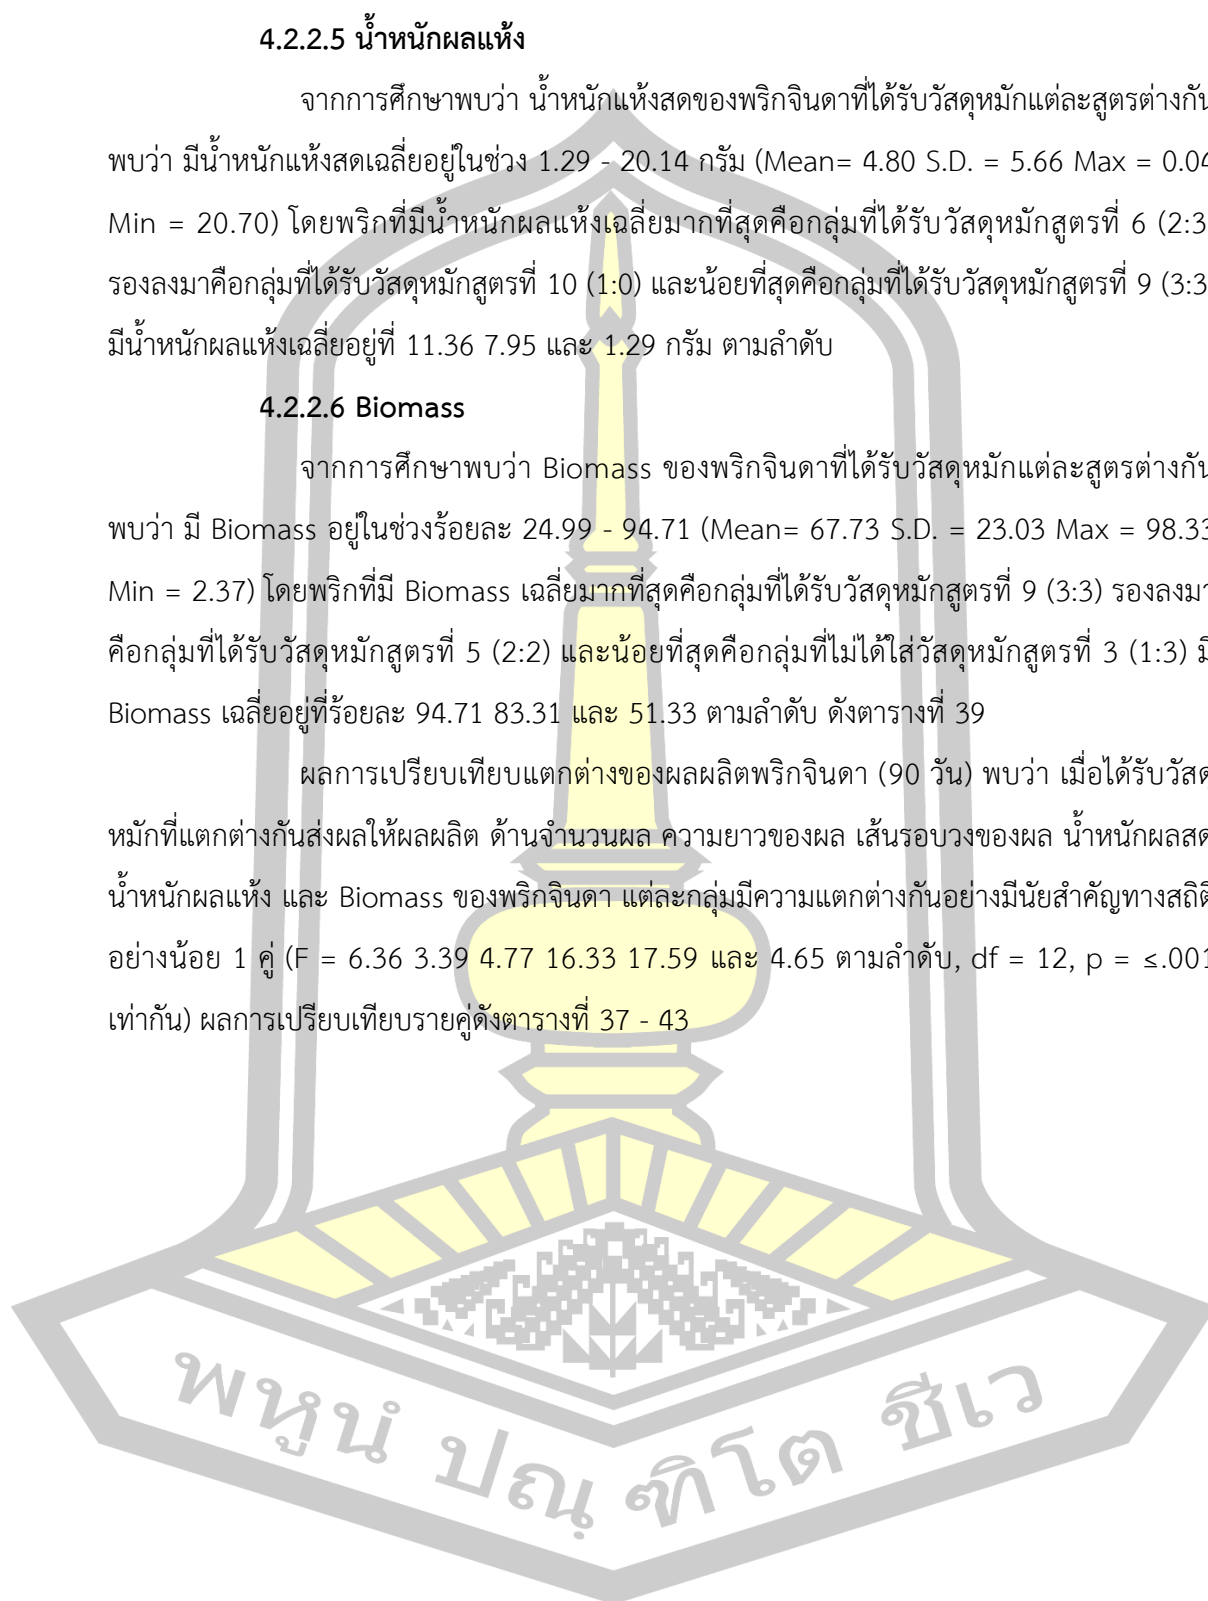 4.2.2.5 น้ำหนักผลแห้ง
จากการศึกษาพบว่า น้ำหนักแห้งสดของพริกจินดาที่ได้รับวัสดุหมักแต่ละสูตรต่างกัน
พบว่า มีน้ำหนักแห้งสดเฉลี่ยอยู่ในช่วง 1.29 - 20.14 กรัม (Mean= 4.80 S.D. = 5.66 Max = 0.04
Min = 20.70) โดยพริกที่มีน้ำหนักผลแห้งเฉลี่ยมากที่สุดคือกลุ่มที่ได้รับวัสดุหมักสูตรที่ 6 (2:3
รองลงมาคือกลุ่มที่ได้รับวัสดุหมักสูตรที่ 10 (1:0) และน้อยที่สุดคือกลุ่มที่ได้รับวัสดุหมักสูตรที่ 9 (3:3
มีน้ำหนักผลแห้งเฉลี่ยอยู่ที่ 11.36 7.95 และ 1.29 กรัม ตามลำดับ
4.2.2.6 Biomass
จากการศึกษาพบว่า Biomass ของพริกจินดาที่ได้รับวัสดุหมักแต่ละสูตรต่างกัน
พบว่า มี Biomass อยู่ในช่วงร้อยละ 24.99 - 94.71 (Mean= 67.73 S.D. = 23.03 Max = 98.33
Min = 2.37) โดยพริกที่มี Biomass เฉลี่ยมากที่สุดคือกลุ่มที่ได้รับวัสดุหมักสูตรที่ 9 (3:3) รองลงมา
คือกลุ่มที่ได้รับวัสดุหมักสูตรที่ 5 (2:2) และน้อยที่สุดคือกลุ่มที่ไม่ได้ใส่วัสดุหมักสูตรที่ 3 (1:3) มี
Biomass เฉลี่ยอยู่ที่ร้อยละ 94.71 83.31 และ 51.33 ตามลำดับ ดังตารางที่ 39
ผลการเปรียบเทียบแตกต่างของผลผลิตพริกจินดา (90 วัน) พบว่า เมื่อได้รับวัสดุ
หมักที่แตกต่างกันส่งผลให้ผลผลิต ด้านจำนวนผล ความยาวของผล เส้นรอบวงของผล น้ำหนักผลสด
น้ำหนักผลแห้ง และ Biomass ของพริกจินดา แต่ละกลุ่มมีความแตกต่างกันอย่างมีนัยสำคัญทางสถิติ
อย่างน้อย 1 คู่ (F = 6.36 3.39 4.77 16.33 17.59 และ 4.65 ตามลำดับ, df = 12, p = ≤.001
เท่ากัน) ผลการเปรียบเทียบรายคู่ดังตารางที่ 37 - 43
พหูนํ ปณฺฑิโต ชีเว